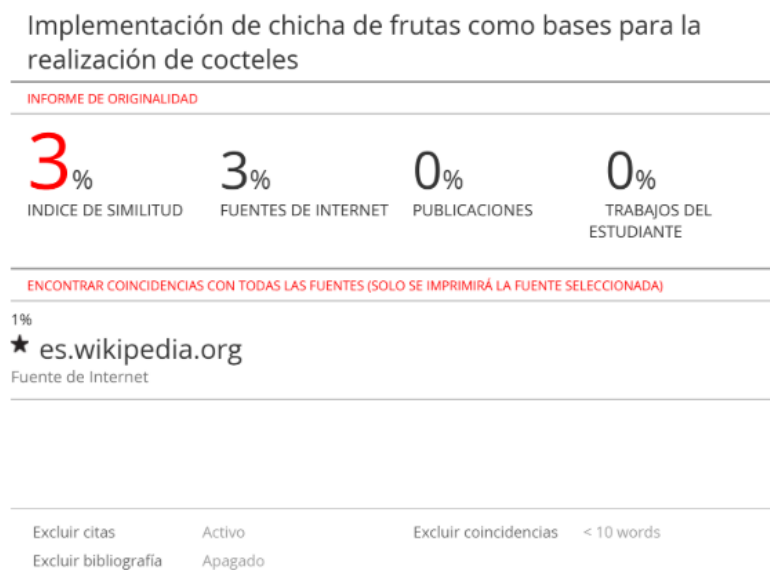 Implementación de chicha de frutas como bases para la
realización de cocteles
INFORME DE ORIGINALIDAD
3% 3% 0% 0%
INDICE DE SIMILITUD FUENTES DE INTERNET PUBLICACIONES TRABAJOS DEL
ESTUDIANTE
ENCONTRAR COINCIDENCIAS CON TODAS LAS FUENTES (SOLO SE IMPRIMIRÁ LA FUENTE SELECCIONADA)
1%
★ es.wikipedia.org
Fuente de Internet
Excluir citas Activo Excluir coincidencias < 10 words
Excluir bibliografía Apagado